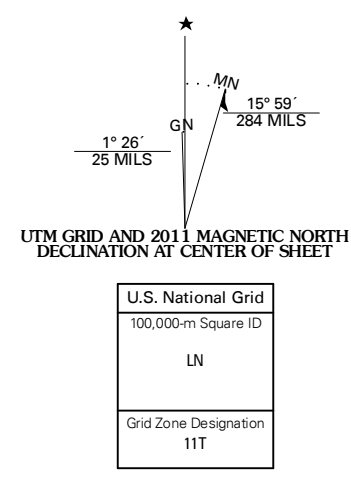 MN
15° 59´
284 MILS
GN
1° 26´
25 MILS
UTM GRID AND 2011 MAGNETIC NORTH
DECLINATION AT CENTER OF SHEET
U.S. National Grid
100,000-m Square ID
LN
Grid Zone Designation
11T